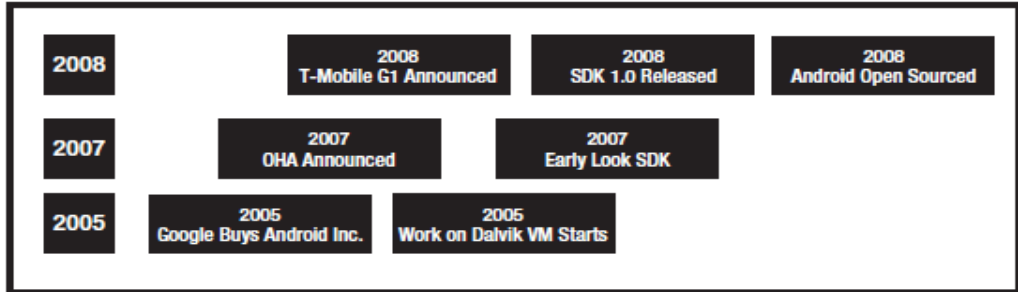 2008
2008
T-Mobile G1 Announced
2008
SDK 1.0 Released
2008
Android Open Sourced
2007
2007
OHA Announced
2007
Early Look SDK
2005
2005
Google Buys Android Inc.
2005
Work on Dalvik VM Starts